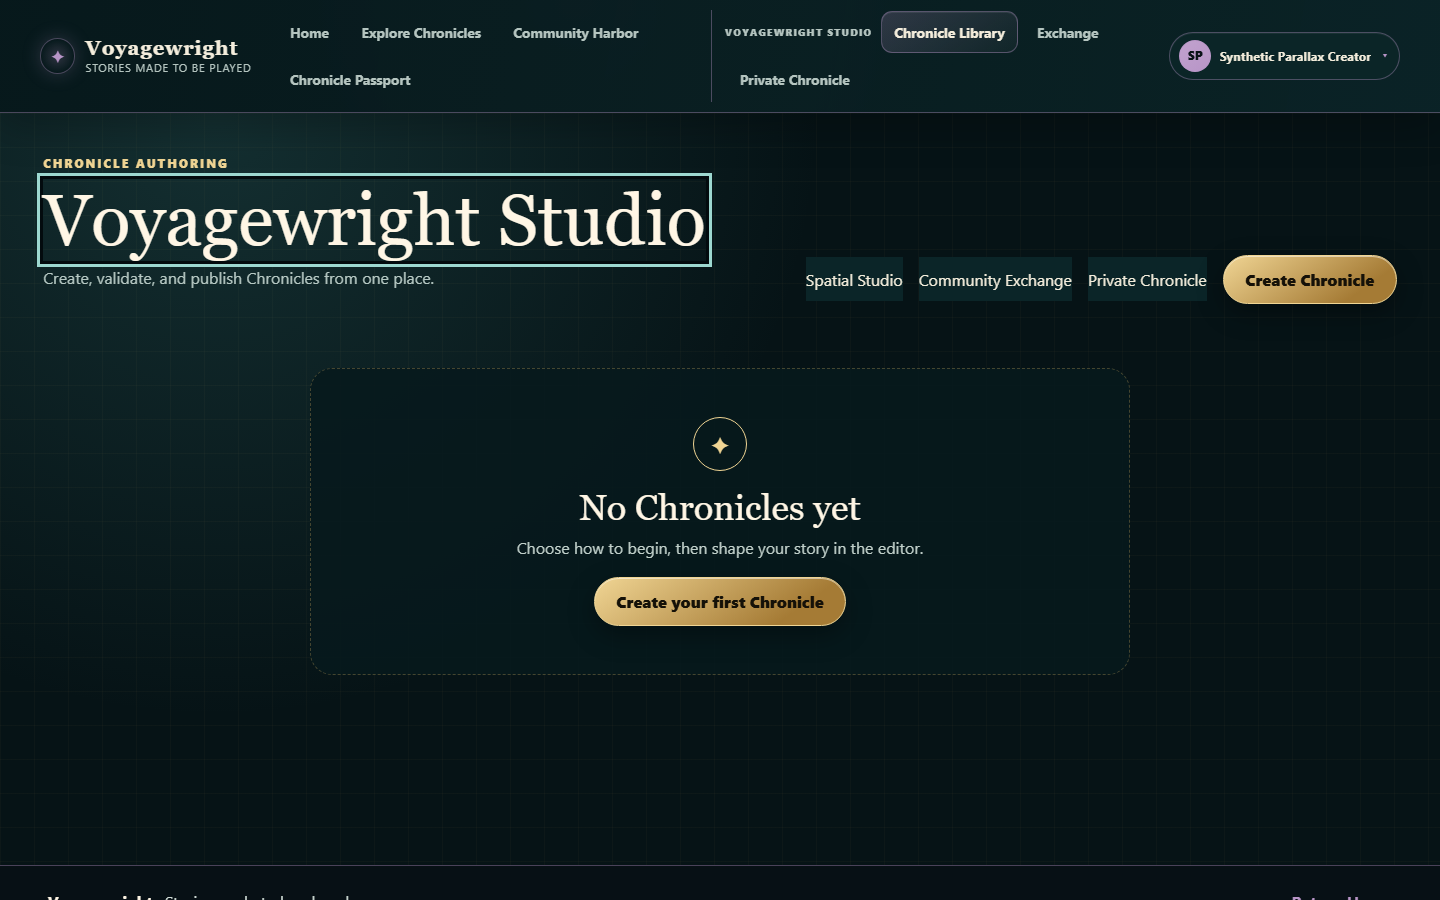 Voyagewright
STORIES MADE TO BE PLAYED
Home
Explore Chronicles
Community Harbor
Chronicle Passport
VOYAGEWRIGHT STUDIO
Chronicle Library
Exchange
Private Chronicle
SP
Synthetic Parallax Creator
CHRONICLE AUTHORING
Voyagewright Studio
Create, validate, and publish Chronicles from one place.
Spatial Studio
Community Exchange
Private Chronicle
Create Chronicle
No Chronicles yet
Choose how to begin, then shape your story in the editor.
Create your first Chronicle